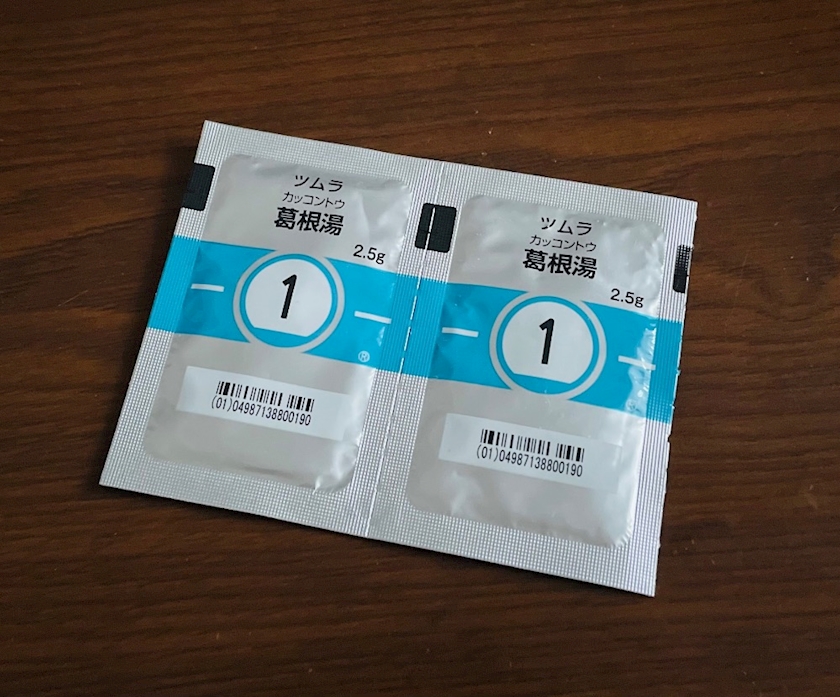 ツムラ
カッコントウ
葛根湯
2.5g
1
®
(01)04987138800190
ツムラ
カッコントウ
葛根湯
2.5g
1
(01)04987138800190